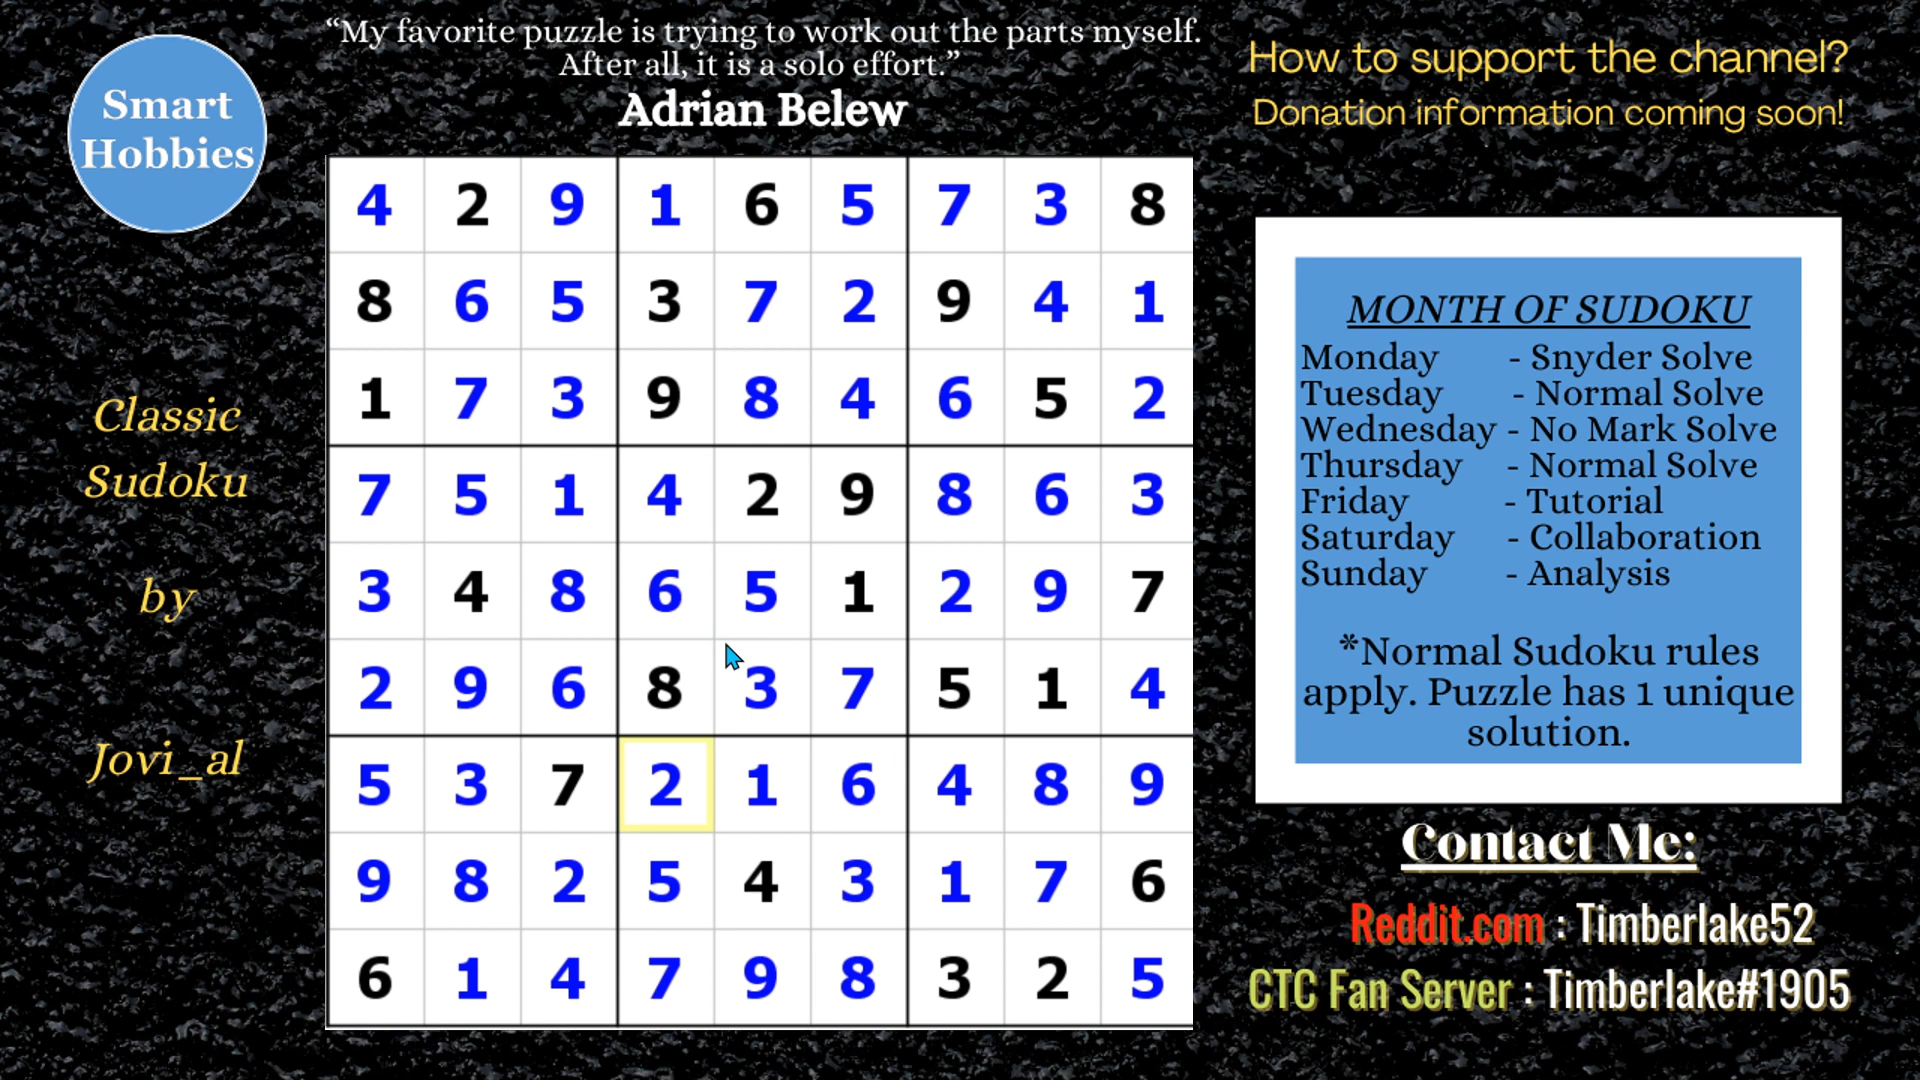 Smart
Hobbies
“My favorite puzzle is trying to work out the parts myself.
After all, it is a solo effort.”
Adrian Belew
How to support the channel?
Donation information coming soon!
Classic
Sudoku
by
Jovi_al
4 2 9 1 6 5 7 3 8
8 6 5 3 7 2 9 4 1
1 7 3 9 8 4 6 5 2
7 5 1 4 2 9 8 6 3
3 4 8 6 5 1 2 9 7
2 9 6 8 3 7 5 1 4
5 3 7 2 1 6 4 8 9
9 8 2 5 4 3 1 7 6
6 1 4 7 9 8 3 2 5
MONTH OF SUDOKU
Monday - Snyder Solve
Tuesday - Normal Solve
Wednesday - No Mark Solve
Thursday - Normal Solve
Friday - Tutorial
Saturday - Collaboration
Sunday - Analysis
*Normal Sudoku rules
apply. Puzzle has 1 unique
solution.
Contact Me:
Reddit.com : Timberlake52
CTC Fan Server : Timberlake#1905